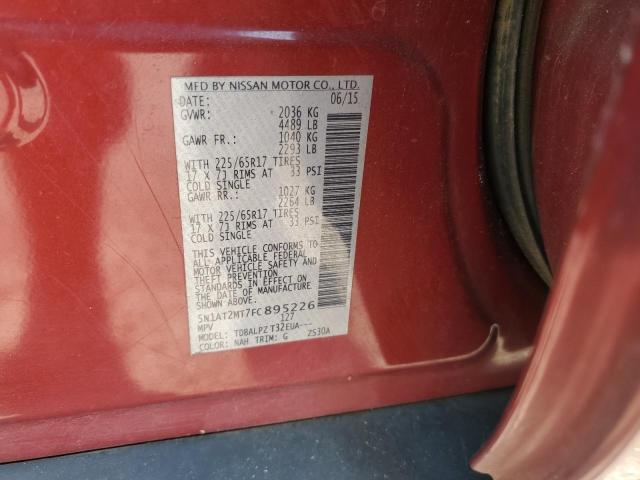 MFD BY NISSAN MOTOR CO., LTD.
DATE: 06/15
GVWR: 2036 KG
4489 LB
GAWR FR.: 1040 KG
2293 LB
WITH 225/65R17 TIRES
17 X 7J RIMS AT 33 PSI
COLD SINGLE
GAWR RR.: 1027 KG
2264 LB
WITH 225/65R17 TIRES
17 X 7J RIMS AT 33 PSI
COLD SINGLE
THIS VEHICLE CONFORMS TO
ALL APPLICABLE FEDERAL
MOTOR VEHICLE SAFETY AND
THEFT PREVENTION
STANDARDS IN EFFECT ON
THE DATE OF MANUFACTURE
SHOWN ABOVE.
5N1AT2MT7FC895226
127
MPV TDBALPZ T32EUA---
COLOR: NAH TRIM: G ZS30A